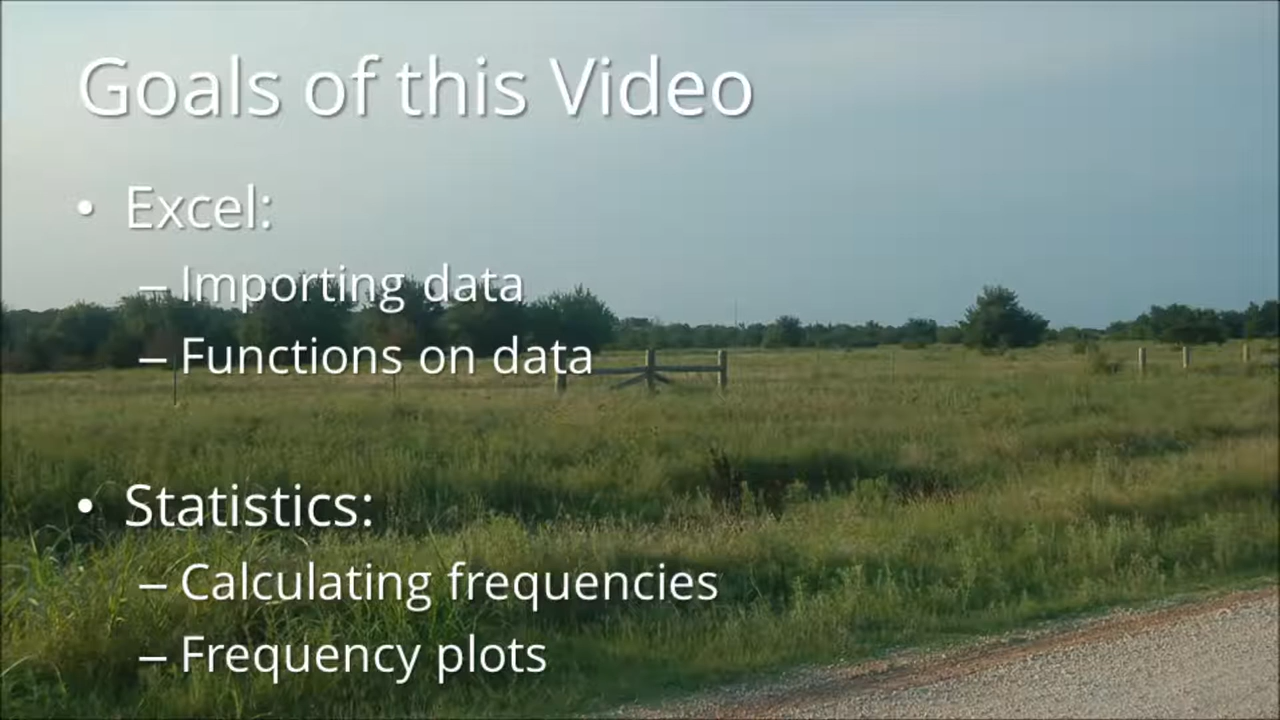 Goals of this Video
• Excel:
– Importing data
– Functions on data
• Statistics:
– Calculating frequencies
– Frequency plots